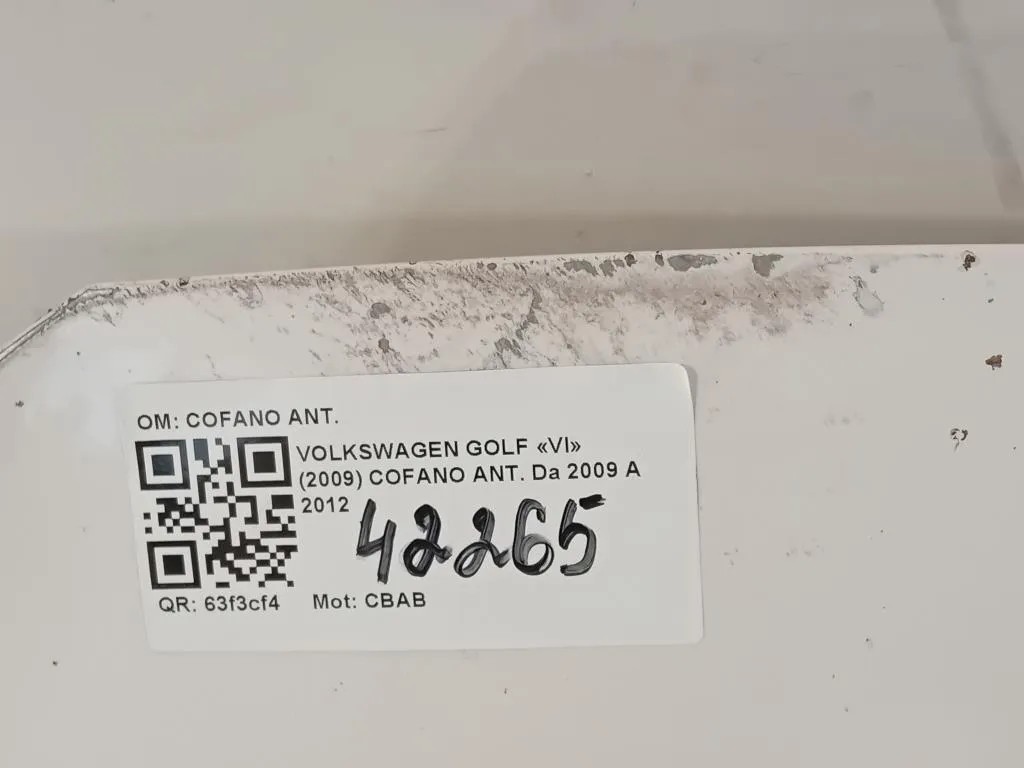 OM: COFANO ANT.
VOLKSWAGEN GOLF «VI»
(2009) COFANO ANT. Da 2009 A
2012
42265
QR: 63f3cf4 Mot: CBAB